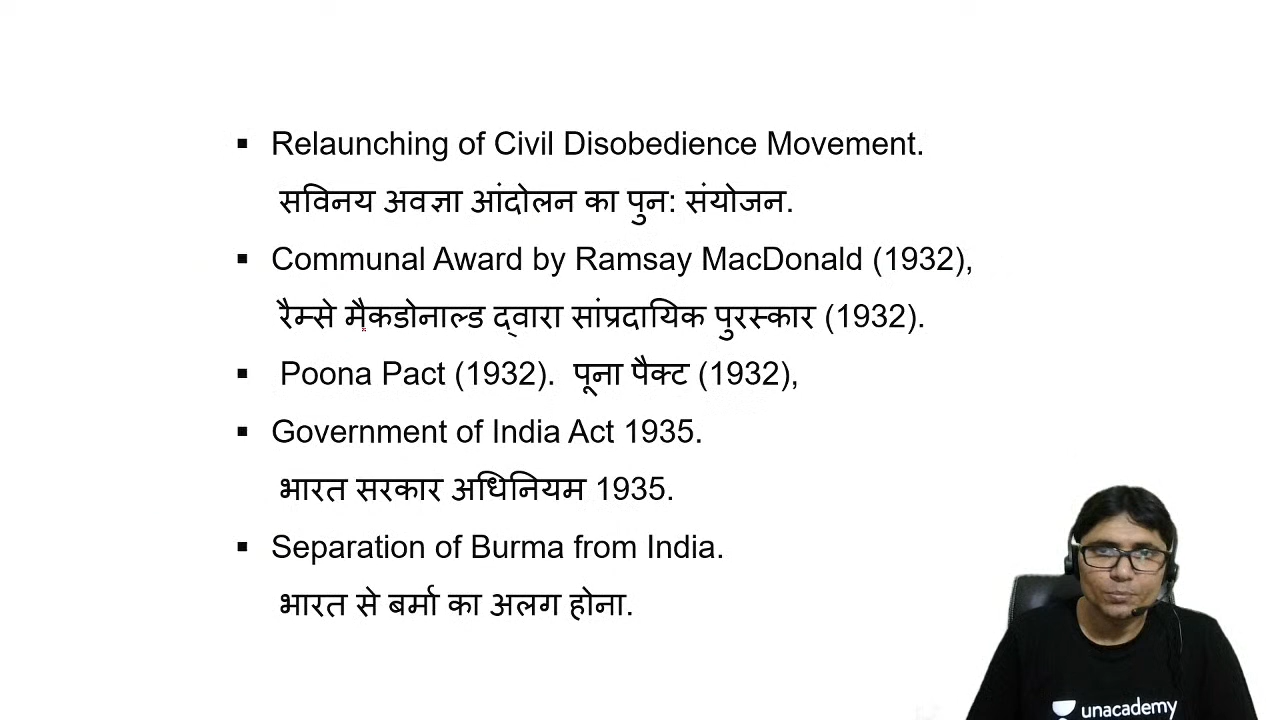 ▪ Relaunching of Civil Disobedience Movement.
सविनय अवज्ञा आंदोलन का पुन: संयोजन.
▪ Communal Award by Ramsay MacDonald (1932),
रैम्से मैकडोनाल्ड द्वारा सांप्रदायिक पुरस्कार (1932).
▪ Poona Pact (1932). पूना पैक्ट (1932),
▪ Government of India Act 1935.
भारत सरकार अधिनियम 1935.
▪ Separation of Burma from India.
भारत से बर्मा का अलग होना.
unacademy